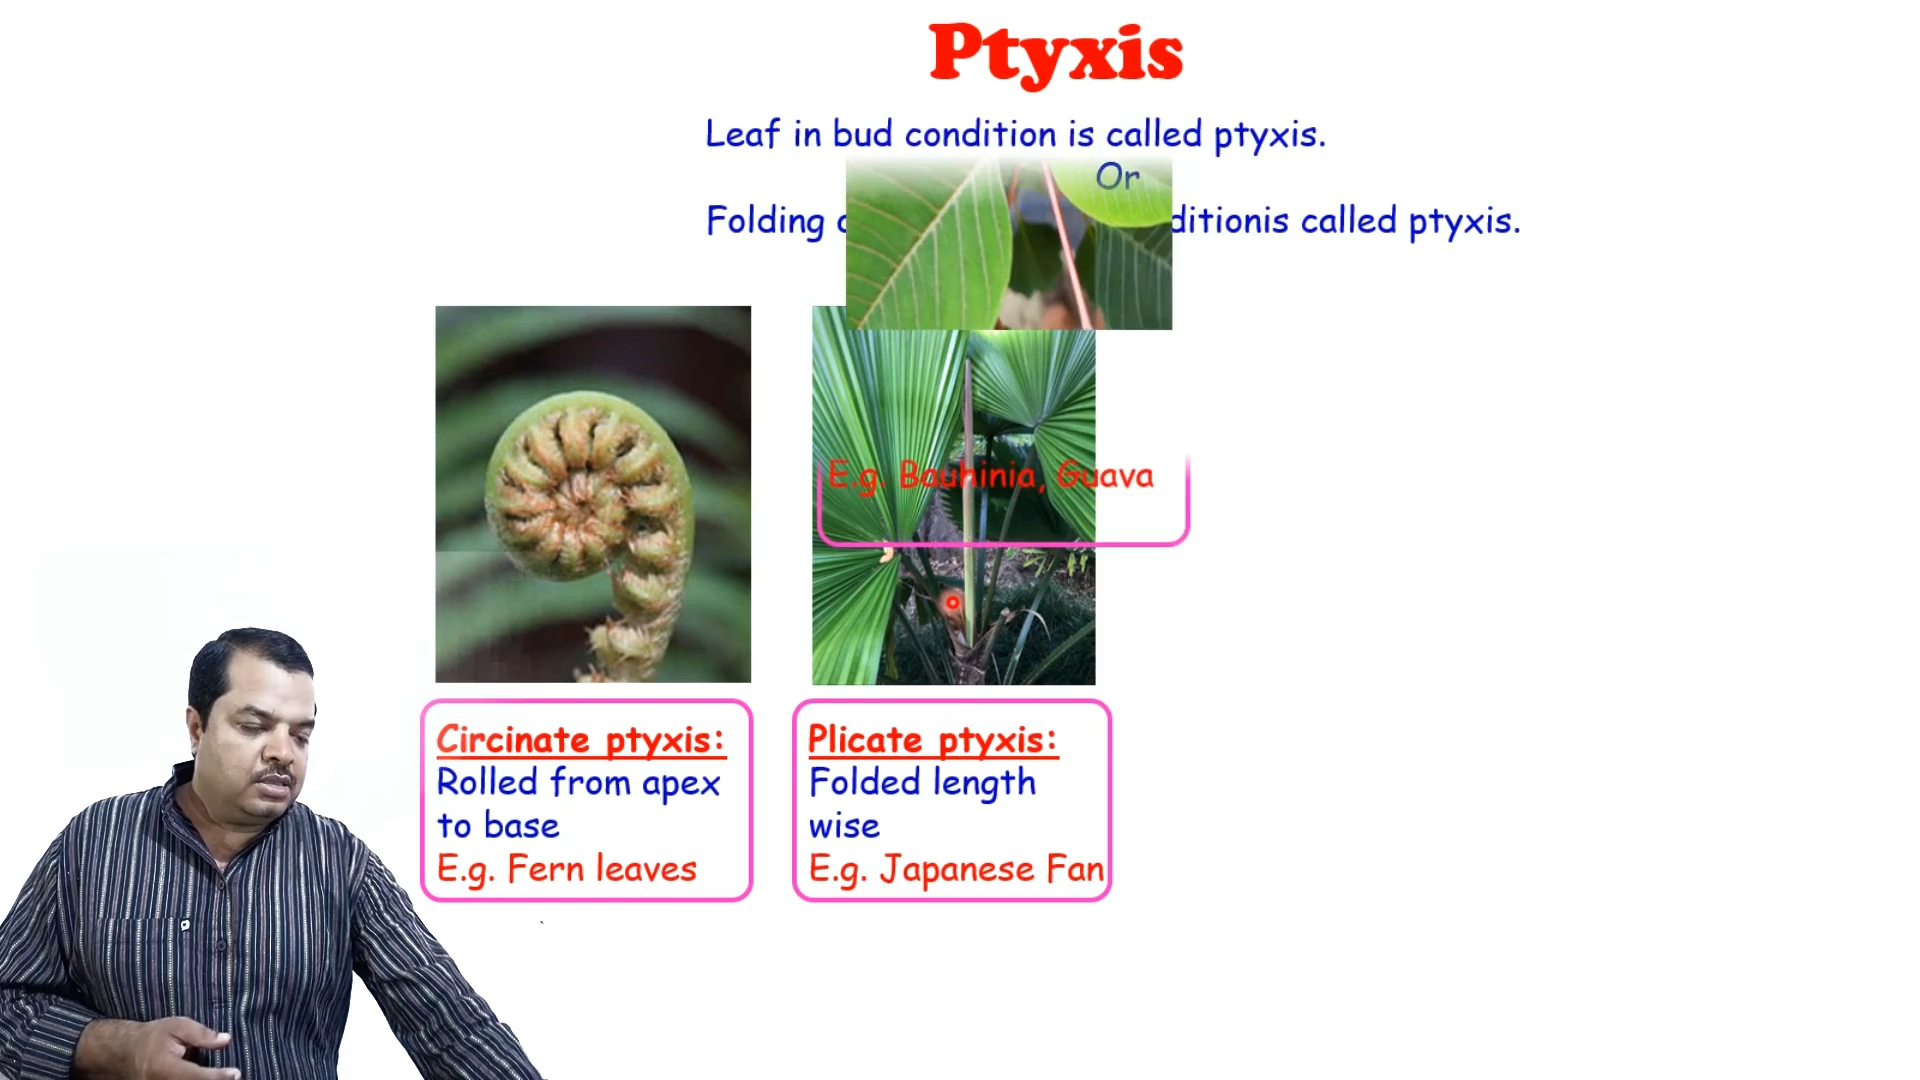 Ptyxis
Leaf in bud condition is called ptyxis.
Or
Folding ditionis called ptyxis.
E.g. Bauhinia, Guava
Circinate ptyxis:
Rolled from apex
to base
E.g. Fern leaves
Plicate ptyxis:
Folded length
wise
E.g. Japanese Fan